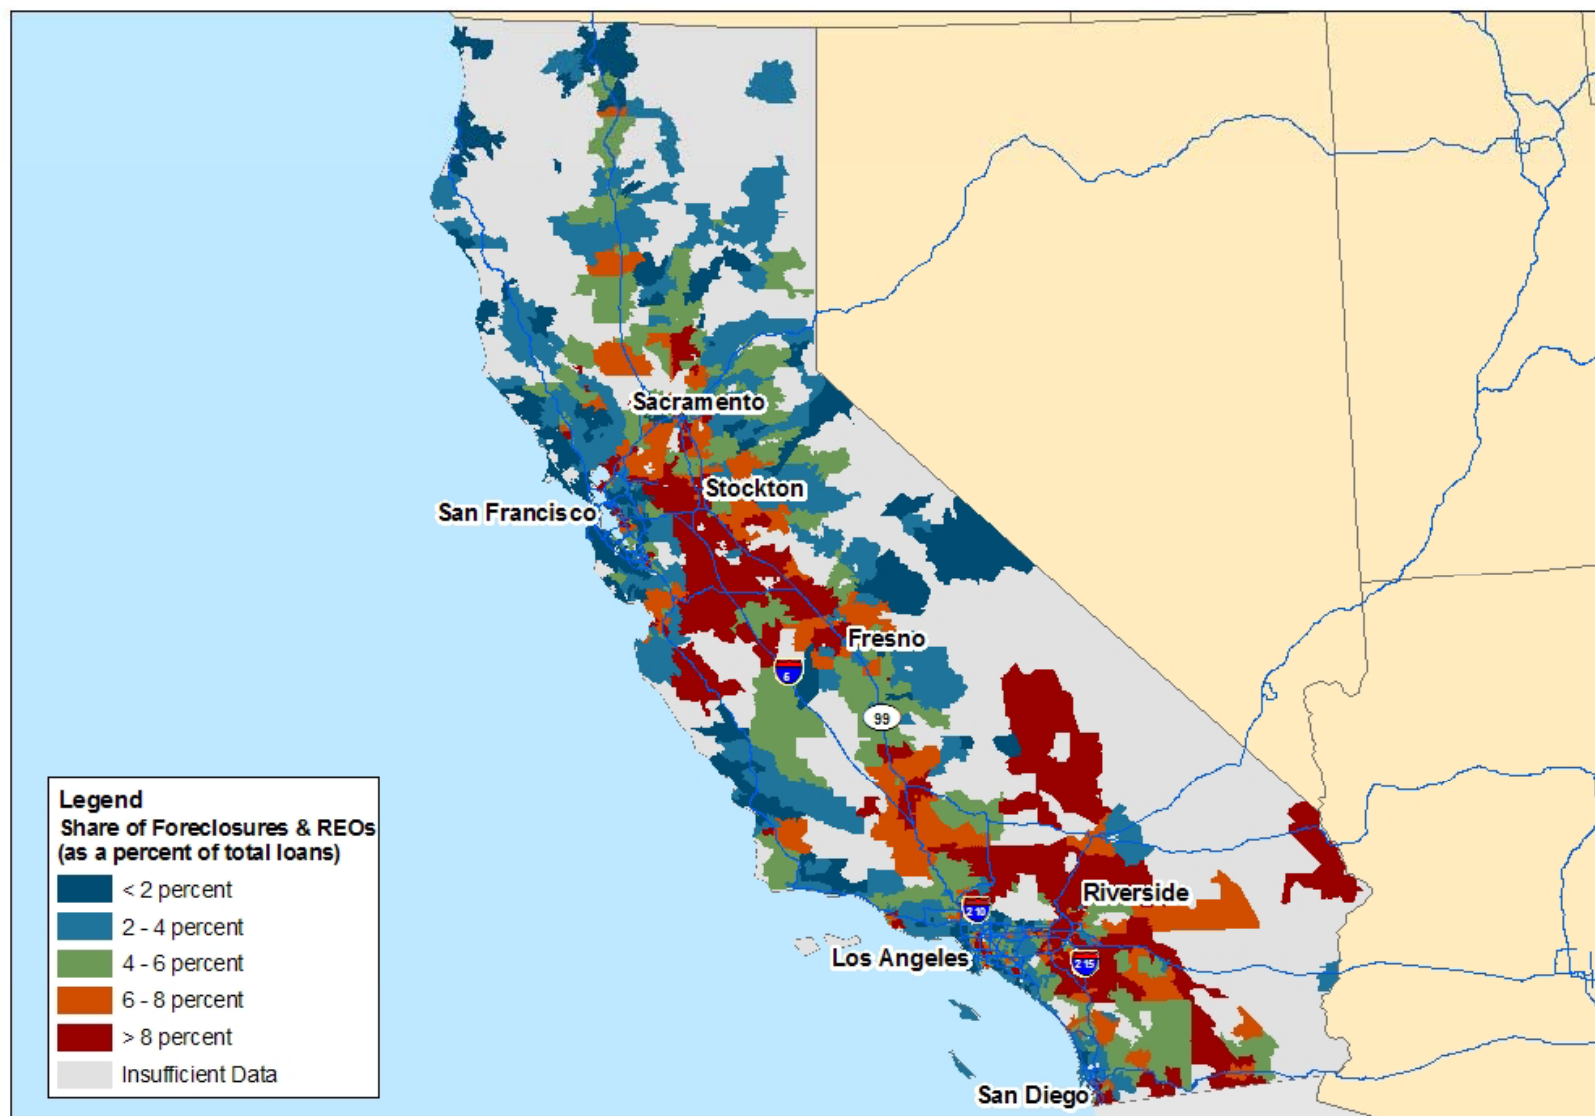 Sacramento
Stockton
San Francisco
Fresno
5
99
Legend
Share of Foreclosures & REOs
(as a percent of total loans)
< 2 percent
2 - 4 percent
4 - 6 percent
6 - 8 percent
> 8 percent
Insufficient Data
Riverside
210
Los Angeles
215
San Diego